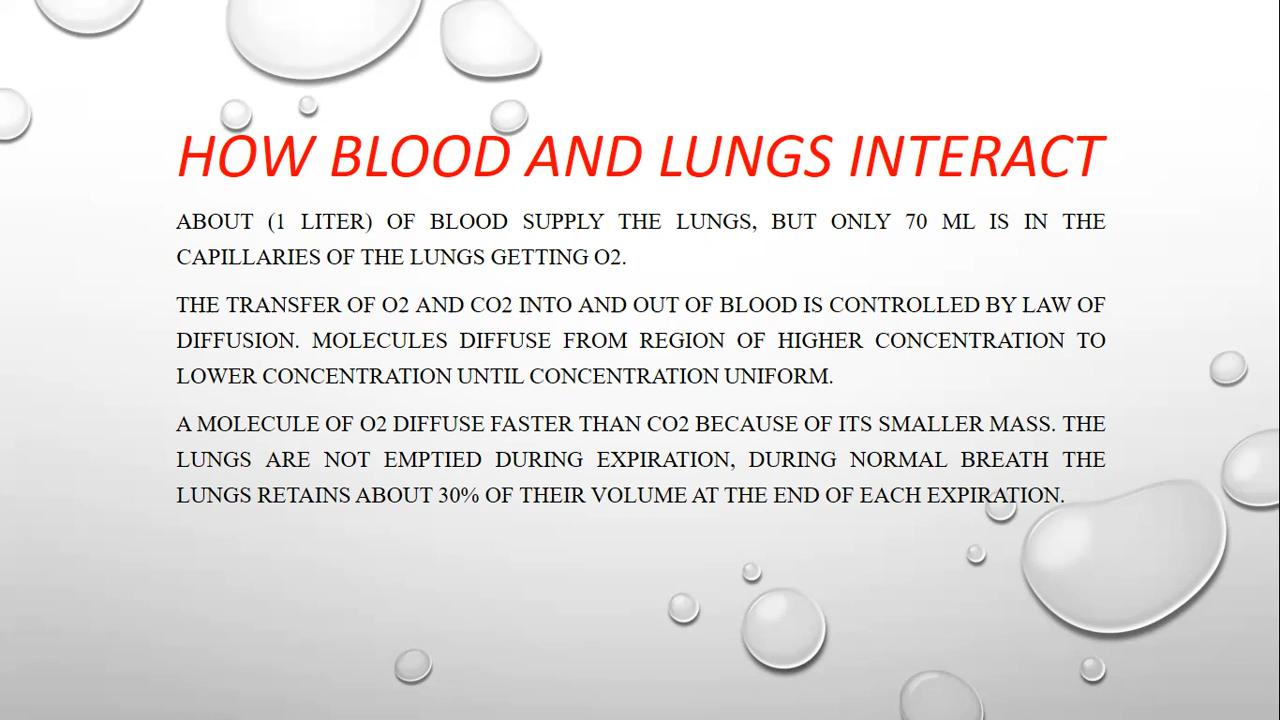 HOW BLOOD AND LUNGS INTERACT
ABOUT (1 LITER) OF BLOOD SUPPLY THE LUNGS, BUT ONLY 70 ML IS IN THE
CAPILLARIES OF THE LUNGS GETTING O2.
THE TRANSFER OF O2 AND CO2 INTO AND OUT OF BLOOD IS CONTROLLED BY LAW OF
DIFFUSION. MOLECULES DIFFUSE FROM REGION OF HIGHER CONCENTRATION TO
LOWER CONCENTRATION UNTIL CONCENTRATION UNIFORM.
A MOLECULE OF O2 DIFFUSE FASTER THAN CO2 BECAUSE OF ITS SMALLER MASS. THE
LUNGS ARE NOT EMPTIED DURING EXPIRATION, DURING NORMAL BREATH THE
LUNGS RETAINS ABOUT 30% OF THEIR VOLUME AT THE END OF EACH EXPIRATION.